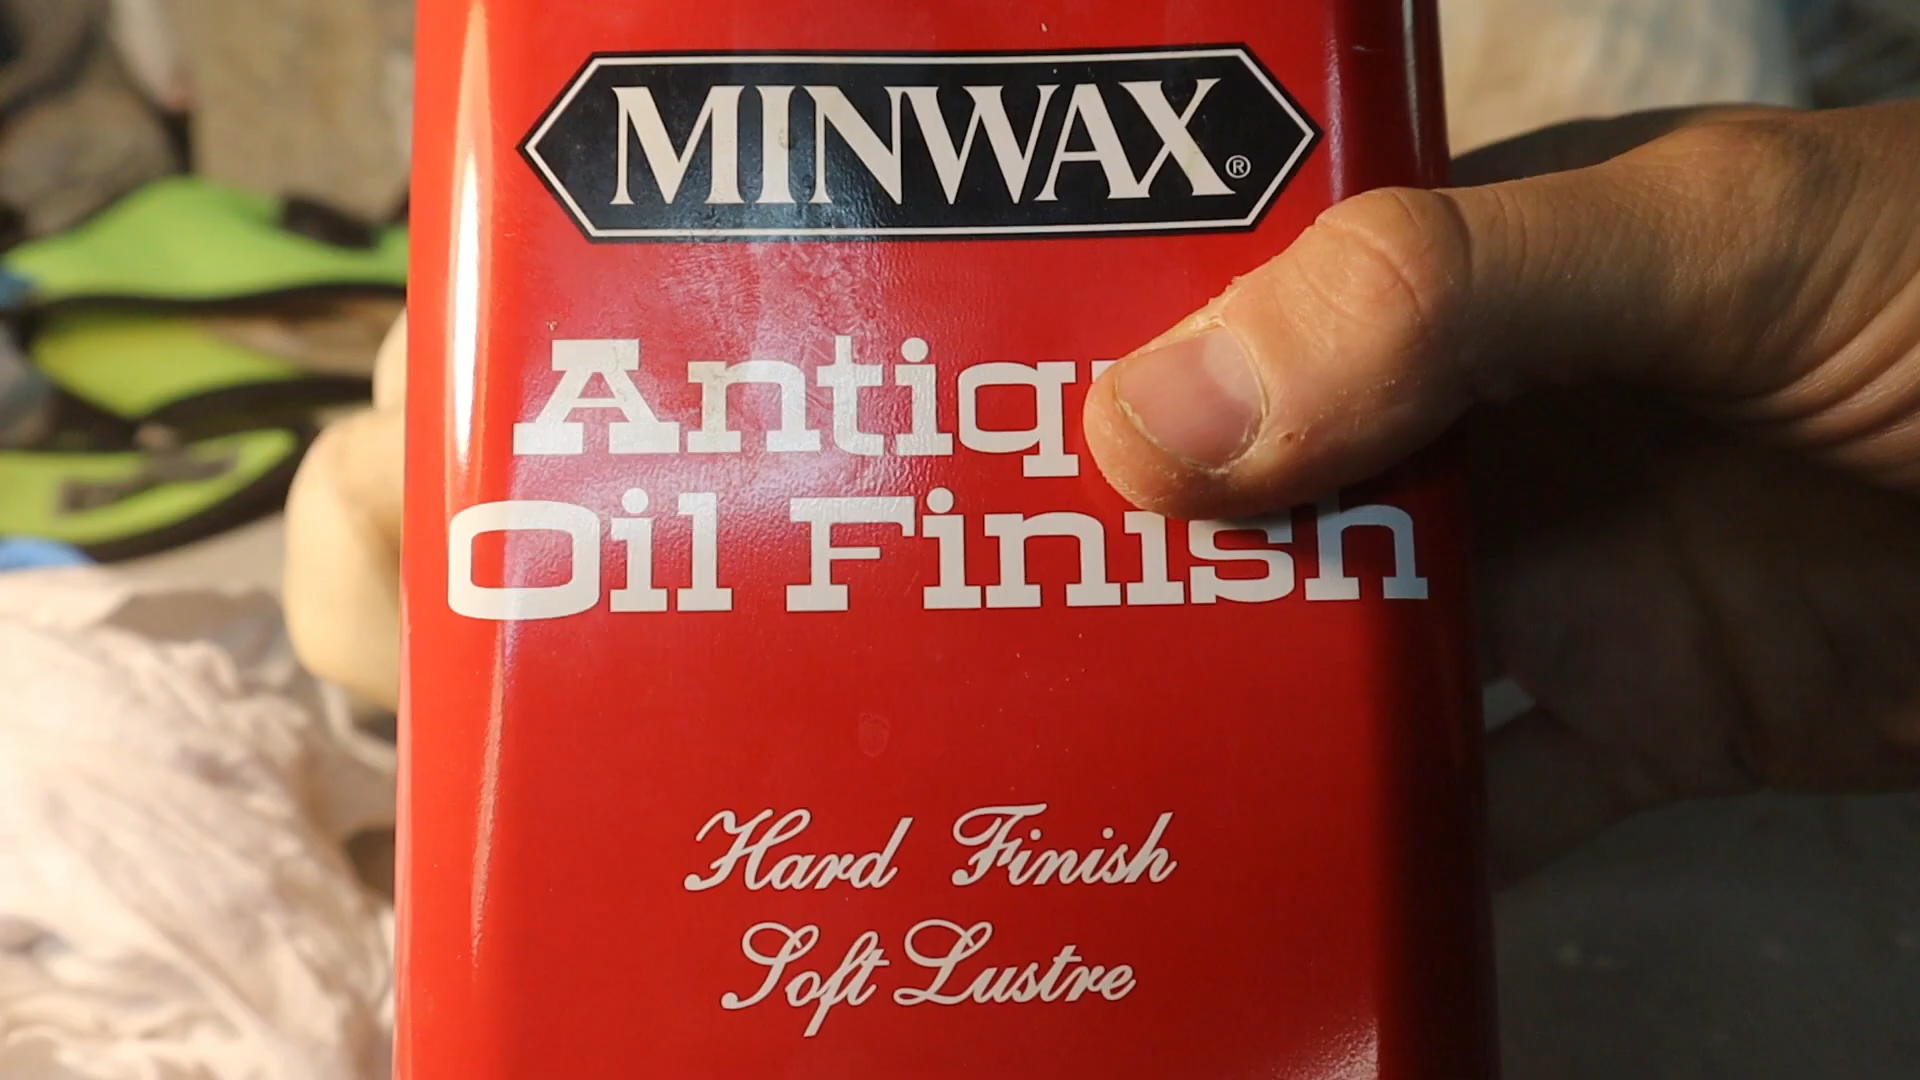 MINWAX®
Antiq
Oil Finish
Hard Finish
Soft Lustre